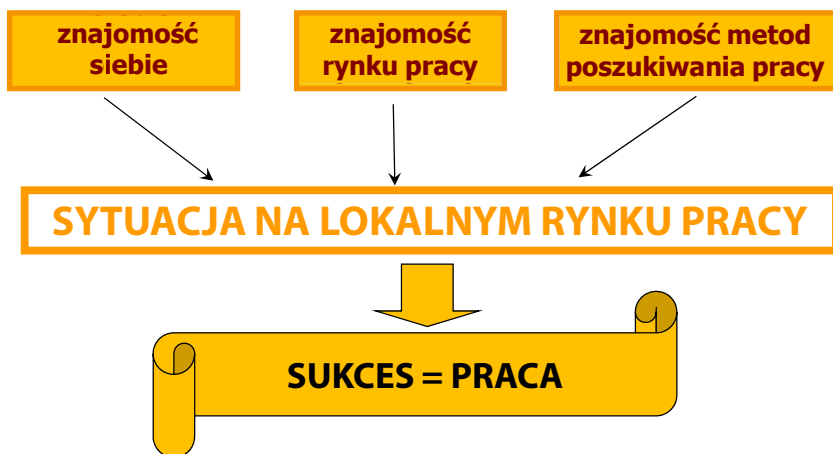 znajomość
siebie
znajomość
rynku pracy
znajomość metod
poszukiwania pracy
SYTUACJA NA LOKALNYM RYNKU PRACY
SUKCES = PRACA